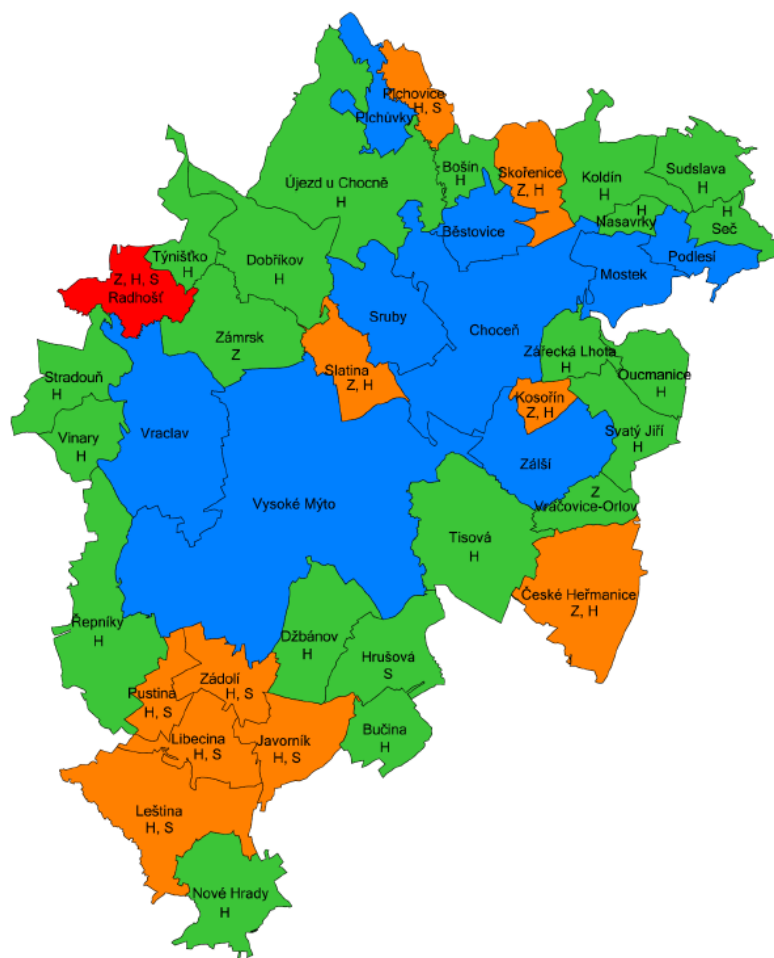 Plchovice
H, S
Plchůvky
Bošín
H
Skořenice
Z, H
Koldín
H
Sudslava
H
Újezd u Chocně
H
Nasavrky
H
H
Seč
Běstovice
Týnišťko
H
Dobříkov
H
Podlesí
Mostek
Z, H, S
Radhošť
Sruby
Choceň
Zámrsk
Z
Zářecká Lhota
H
Slatina
Z, H
Oucmanice
H
Stradouň
H
Kosořín
Z, H
Svatý Jiří
H
Vinary
H
Vraclav
Zálší
Z
Vračovice-Orlov
Vysoké Mýto
Tisová
H
České Heřmanice
Z, H
Řepníky
H
Džbánov
H
Hrušová
S
Zádolí
H, S
Pustina
H, S
Bučina
H
Libecina
H, S
Javorník
H, S
Leština
H, S
Nové Hrady
H